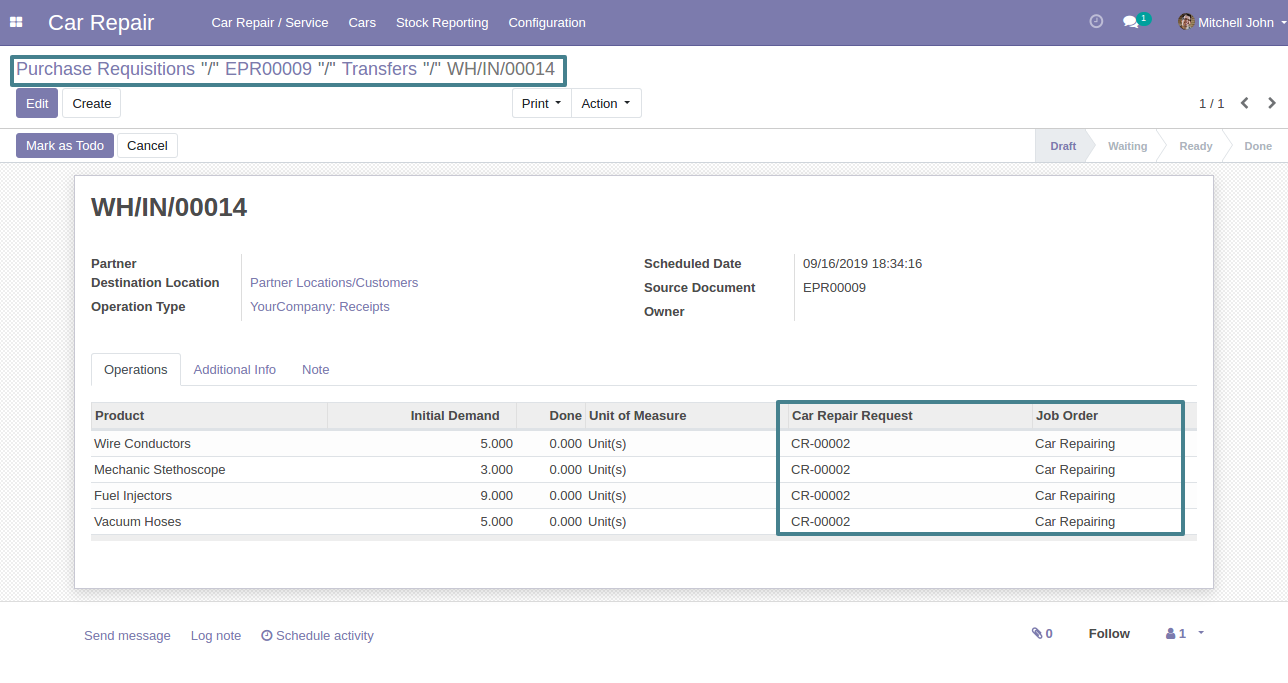 Car Repair Car Repair / Service Cars Stock Reporting Configuration 1 Mitchell John
Purchase Requisitions "/" EPR00009 "/" Transfers "/" WH/IN/00014
Edit Create Print Action 1 / 1
Mark as Todo Cancel Draft Waiting Ready Done
WH/IN/00014
Partner Scheduled Date 09/16/2019 18:34:16
Destination Location Partner Locations/Customers Source Document EPR00009
Operation Type YourCompany: Receipts Owner
Operations Additional Info Note
Product Initial Demand Done Unit of Measure Car Repair Request Job Order
Wire Conductors 5.000 0.000 Unit(s) CR-00002 Car Repairing
Mechanic Stethoscope 3.000 0.000 Unit(s) CR-00002 Car Repairing
Fuel Injectors 9.000 0.000 Unit(s) CR-00002 Car Repairing
Vacuum Hoses 5.000 0.000 Unit(s) CR-00002 Car Repairing
Send message Log note Schedule activity 0 Follow 1